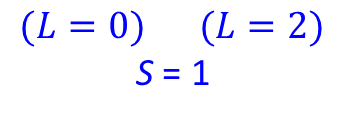 (L = 0) (L = 2)
S = 1